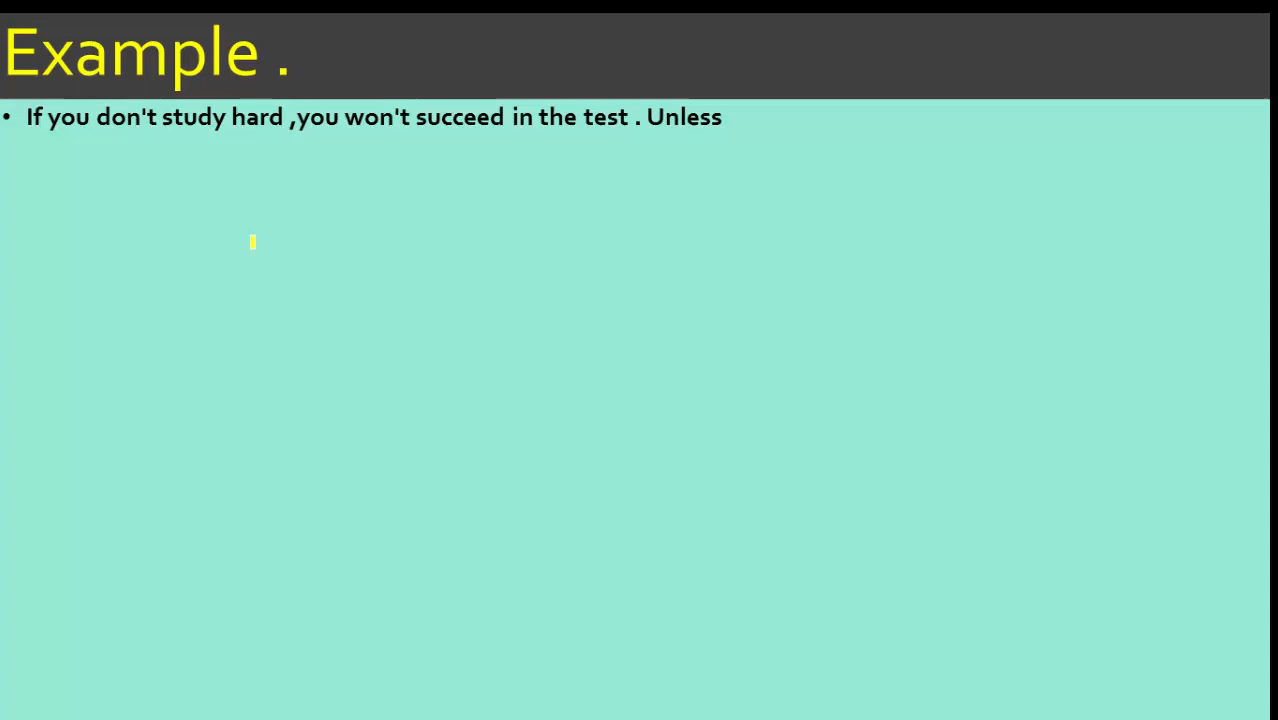 Example .
• If you don't study hard ,you won't succeed in the test . Unless